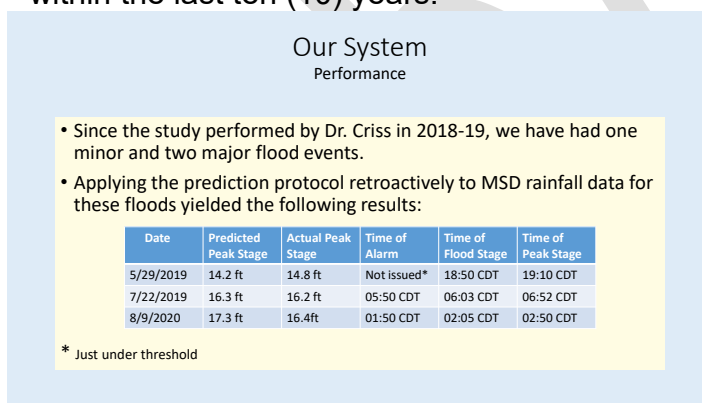 within the last ten (10) years.
Our System
Performance
• Since the study performed by Dr. Criss in 2018-19, we have had one
minor and two major flood events.
• Applying the prediction protocol retroactively to MSD rainfall data for
these floods yielded the following results:
Date Predicted Peak Stage Actual Peak Stage Time of Alarm Time of Flood Stage Time of Peak Stage
5/29/2019 14.2 ft 14.8 ft Not issued* 18:50 CDT 19:10 CDT
7/22/2019 16.3 ft 16.2 ft 05:50 CDT 06:03 CDT 06:52 CDT
8/9/2020 17.3 ft 16.4ft 01:50 CDT 02:05 CDT 02:50 CDT
* Just under threshold